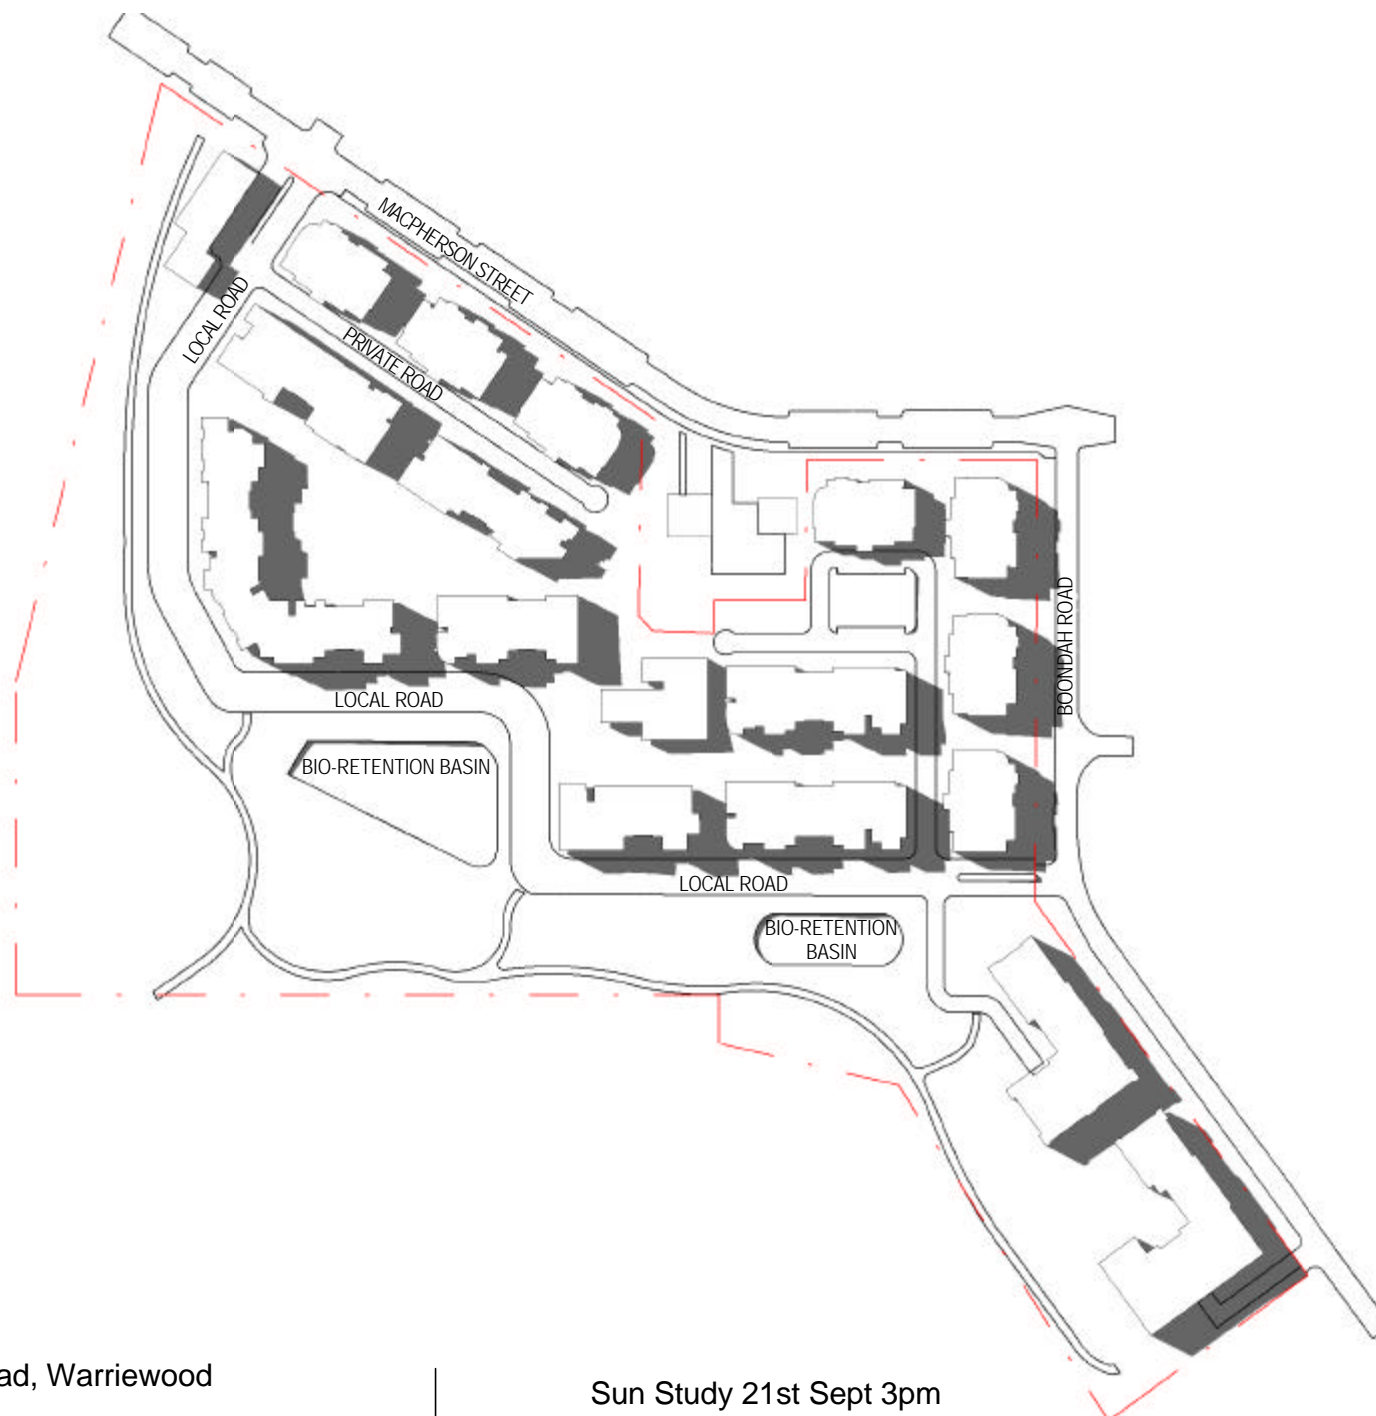 MACPHERSON STREET
LOCAL ROAD
PRIVATE ROAD
BOONDAH ROAD
LOCAL ROAD
BIO-RETENTION BASIN
LOCAL ROAD
BIO-RETENTION
BASIN
ad, Warriewood
Sun Study 21st Sept 3pm